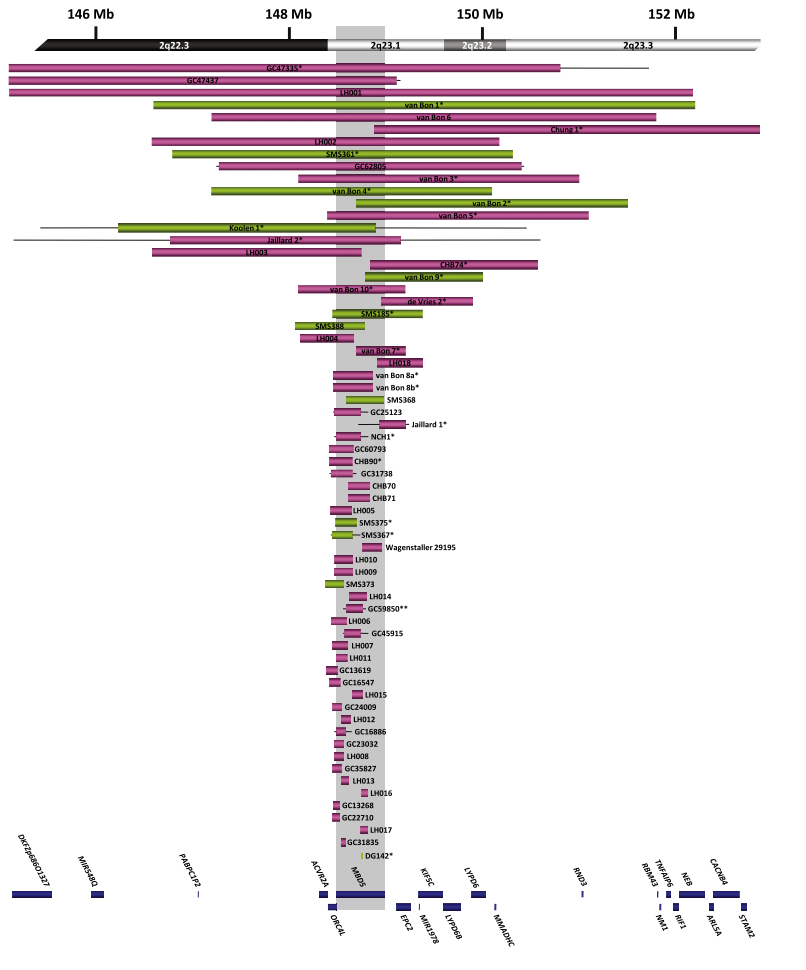 146 Mb 148 Mb 150 Mb 152 Mb
2q22.3 2q23.1 2q23.2 2q23.3
GC47335*
GC47437
LH001
van Bon 1*
van Bon 6
Chung 1*
LH002
SMS361*
GC62805
van Bon 3*
van Bon 4*
van Bon 2*
van Bon 5*
Koolen 1*
Jaillard 2*
LH003
CHB74*
van Bon 9*
van Bon 10*
de Vries 2*
SMS185*
SMS388
LH004
van Bon 7*
LH018
van Bon 8a*
van Bon 8b*
SMS368
GC25123
Jaillard 1*
NCH1*
GC60793
CHB90*
GC31738
CHB70
CHB71
LH005
SMS375*
SMS367*
Wagenstaller 29195
LH010
LH009
SMS373
LH014
GC59850**
LH006
GC45915
LH007
LH011
GC13619
GC16547
LH015
GC24009
LH012
GC16886
GC23032
LH008
GC35827
LH013
LH016
GC13268
GC22710
LH017
GC31835
DG142*
DKFZp686O1327 MIR548Q PABPC1P2 ACVR2A MBD5 KIF5C LYPD6 RND3 RBM43 TNFAIP6 NEB CACNB4
ORC4L EPC2 MIR1978 LYPD6B MMADHC NM1 RIF1 ARL5A STAM2